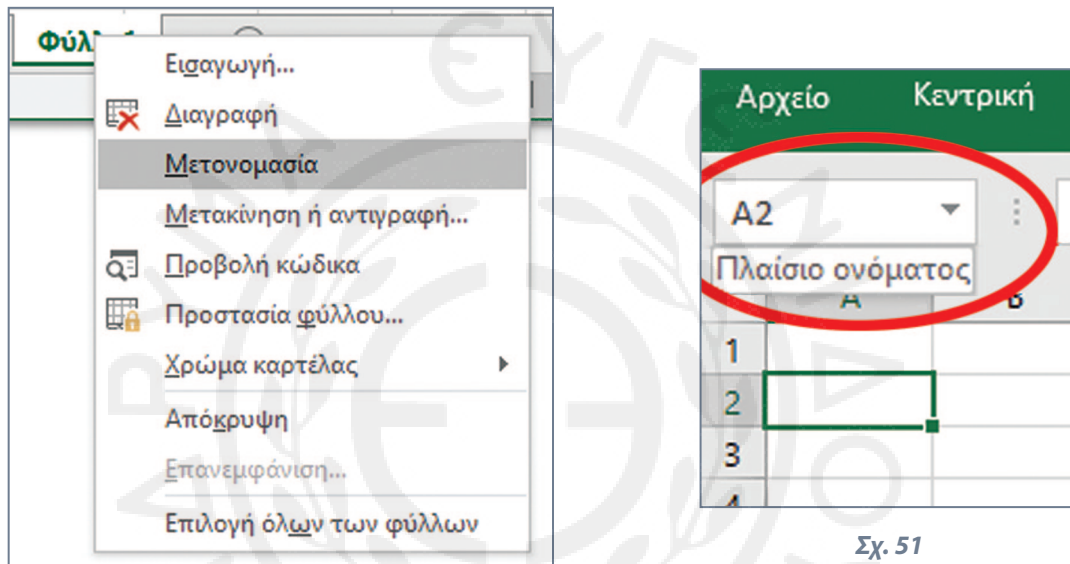 Εισαγωγή...
Διαγραφή
Μετονομασία
Μετακίνηση ή αντιγραφή...
Προβολή κώδικα
Προστασία φύλλου...
Χρώμα καρτέλας
Απόκρυψη
Επανεμφάνιση...
Επιλογή όλων των φύλλων
Αρχείο Κεντρική
A2
Πλαίσιο ονόματος
A B
1
2
3
4
Σχ. 51